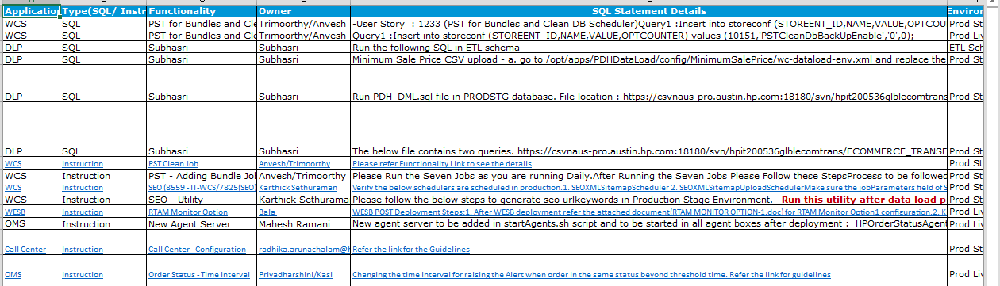 Application Type(SQL/ Instr Functionality Owner SQL Statement Details Environ
WCS SQL PST for Bundles and Cle Trimoorthy/Anvesh -User Story : 1233 (PST for Bundles and Clean DB Scheduler)Query1 :Insert into storeconf (STOREENT_ID,NAME,VALUE,OPTCOU Prod Sta
WCS SQL PST for Bundles and Cle Trimoorthy/Anvesh Query1 :Insert into storeconf (STOREENT_ID,NAME,VALUE,OPTCOUNTER) values (10151,'PSTCleanDbBackUpEnable','0',0); Prod Liv
DLP SQL Subhasri Subhasri Run the following SQL in ETL schema - ETL Sch
DLP SQL Subhasri Subhasri Minimum Sale Price CSV upload - a. go to /opt/apps/PDHDataLoad/config/MinimumSalePrice/wc-dataload-env.xml and replace the Prod Sta
DLP SQL Subhasri Subhasri Run PDH_DML.sql file in PRODSTG database. File location : https://csvnaus-pro.austin.hp.com:18180/svn/hpit200536glblecomtrans Prod Sta
DLP SQL Subhasri Subhasri The below file contains two queries. https://csvnaus-pro.austin.hp.com:18180/svn/hpit200536glblecomtrans/ECOMMERCE_TRANSF Prod Sta
WCS Instruction PST Clean Job Anvesh/Trimoorthy Please refer Functionality Link to see the details Prod Sta
WCS Instruction PST - Adding Bundle Job Anvesh/Trimoorthy Please Run the Seven Jobs as you are running Daily.After Running the Seven Jobs Please Follow these StepsProcess to be followed Prod Sta
WCS Instruction SEO (8559 - IT-WCS/7825(SEO) Karthick Sethuraman Verify the below schedulers are scheduled in production.1. SEOXMLSitemapScheduler 2. SEOXMLSitemapUploadSchedulerMake sure the jobParameters field of S Prod Sta
WCS Instruction SEO - Utility Karthick Sethuraman Please follow the below steps to generate seo urlkeywords in Production Stage Environment. Run this utility after data load p Prod Sta
WESB Instruction RTAM Monitor Option Bala WESB POST Deployment Steps:1. After WESB deployment refer the attached document(RTAM MONITOR OPTION-1.doc) for RTAM Monitor Option1 configuration.2. K Prod Liv
OMS Instruction New Agent Server Mahesh Ramani New agent server to be added in startAgents.sh script and to be started in all agent boxes after deployment : HPOrderStatusAgent Prod Liv
Call Center Instruction Call Center - Configuration radhika.arunachalam@h Refer the link for the Guidelines Prod Sta
OMS Instruction Order Status - Time Interval Priyadharshini/Kasi Changing the time interval for raising the Alert when order in the same status beyond threshold time. Refer the link for guidelines Prod Liv